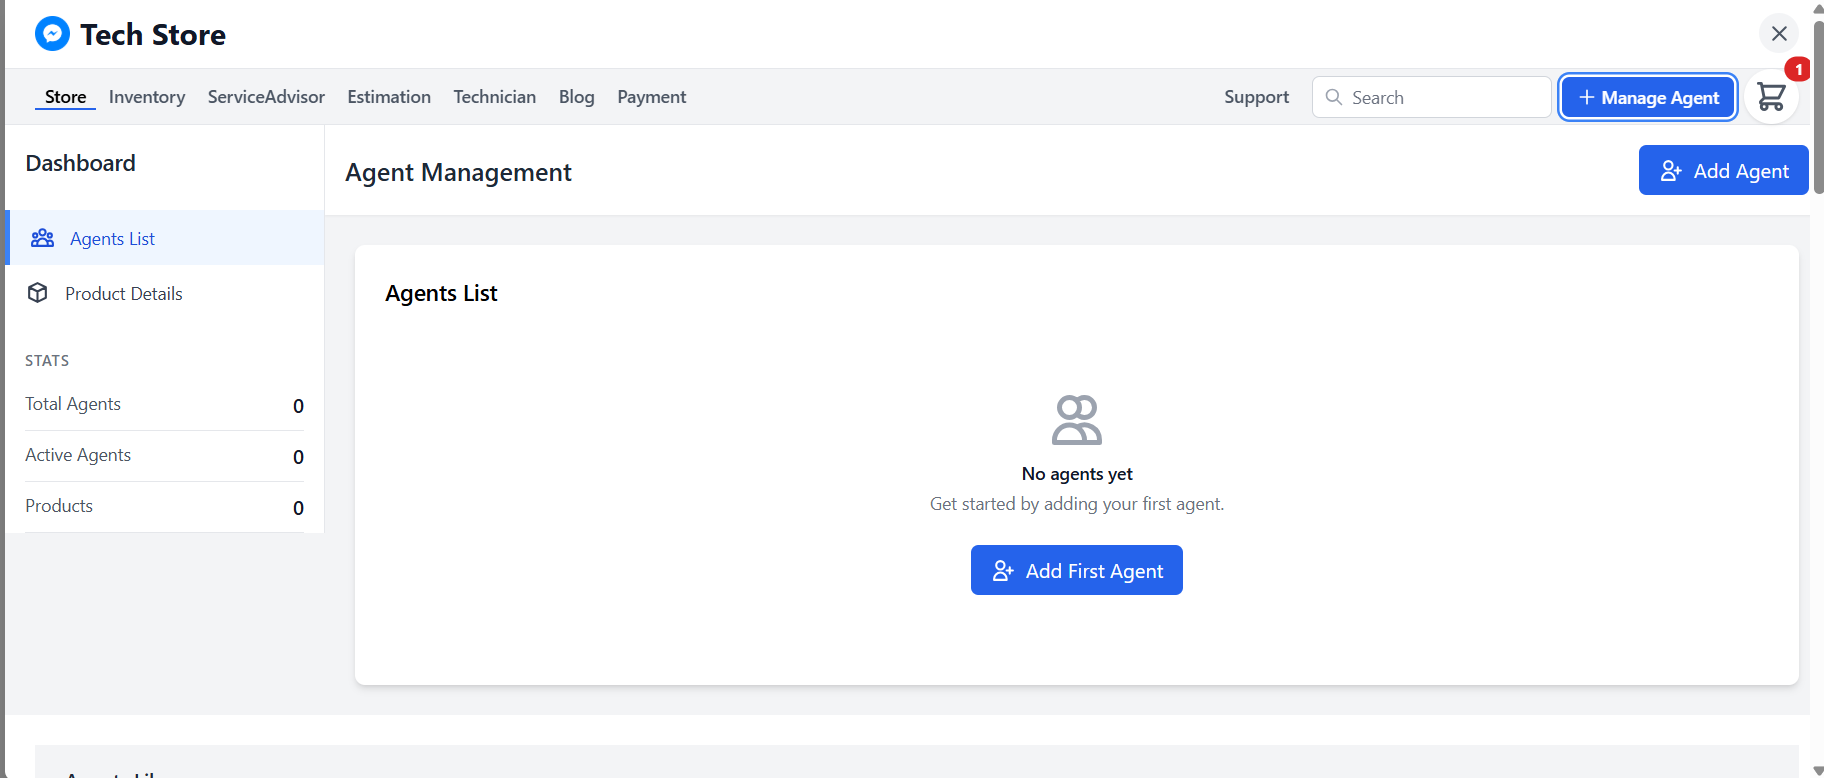 Tech Store
Store Inventory ServiceAdvisor Estimation Technician Blog Payment Support Search Manage Agent 1
Dashboard
Agents List
Product Details
STATS
Total Agents 0
Active Agents 0
Products 0
Agent Management
Add Agent
Agents List
No agents yet
Get started by adding your first agent.
Add First Agent